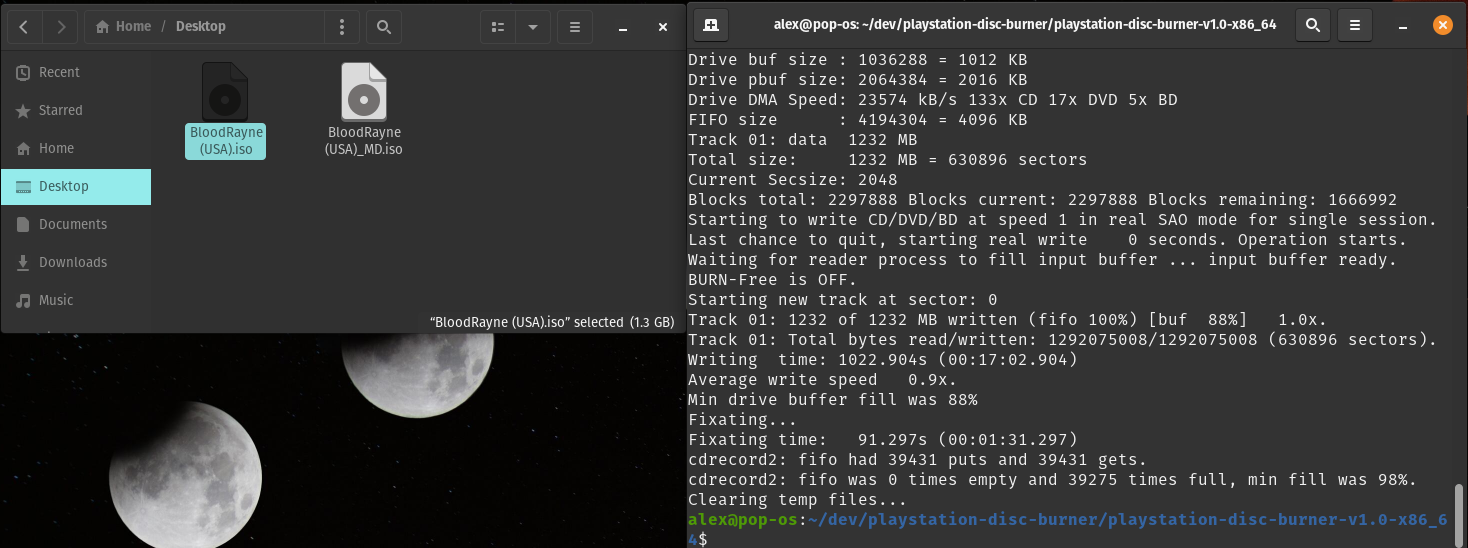 Home / Desktop
Recent
Starred
Home
Desktop
Documents
Downloads
Music
BloodRayne
(USA).iso
BloodRayne
(USA)_MD.iso
“BloodRayne (USA).iso” selected (1.3 GB)
alex@pop-os: ~/dev/playstation-disc-burner/playstation-disc-burner-v1.0-x86_64
Drive buf size : 1036288 = 1012 KB
Drive pbuf size: 2064384 = 2016 KB
Drive DMA Speed: 23574 kB/s 133x CD 17x DVD 5x BD
FIFO size      : 4194304 = 4096 KB
Track 01: data  1232 MB
Total size:     1232 MB = 630896 sectors
Current Secsize: 2048
Blocks total: 2297888 Blocks current: 2297888 Blocks remaining: 1666992
Starting to write CD/DVD/BD at speed 1 in real SAO mode for single session.
Last chance to quit, starting real write    0 seconds. Operation starts.
Waiting for reader process to fill input buffer ... input buffer ready.
BURN-Free is OFF.
Starting new track at sector: 0
Track 01: 1232 of 1232 MB written (fifo 100%) [buf  88%]   1.0x.
Track 01: Total bytes read/written: 1292075008/1292075008 (630896 sectors).
Writing  time: 1022.904s (00:17:02.904)
Average write speed   0.9x.
Min drive buffer fill was 88%
Fixating...
Fixating time:   91.297s (00:01:31.297)
cdrecord2: fifo had 39431 puts and 39431 gets.
cdrecord2: fifo was 0 times empty and 39275 times full, min fill was 98%.
Clearing temp files...
alex@pop-os:~/dev/playstation-disc-burner/playstation-disc-burner-v1.0-x86_6
4$